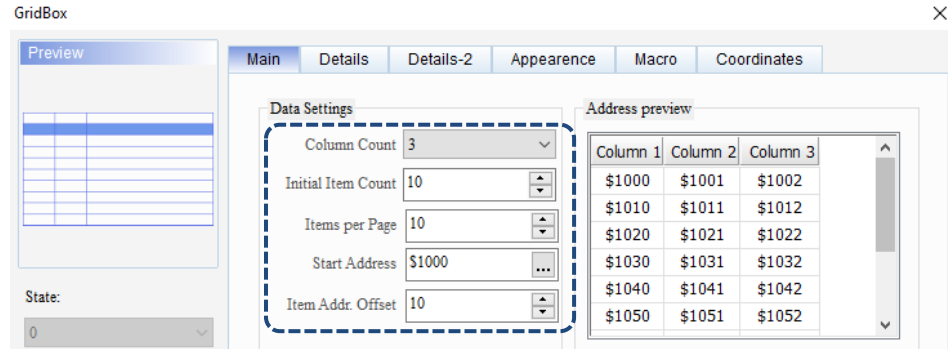 GridBox
Preview
Main Details Details-2 Appearence Macro Coordinates
Data Settings
Column Count 3
Initial Item Count 10
Items per Page 10
Start Address $1000 ...
Item Addr. Offset 10
Address preview
Column 1 Column 2 Column 3
$1000 $1001 $1002
$1010 $1011 $1012
$1020 $1021 $1022
$1030 $1031 $1032
$1040 $1041 $1042
$1050 $1051 $1052
State:
0